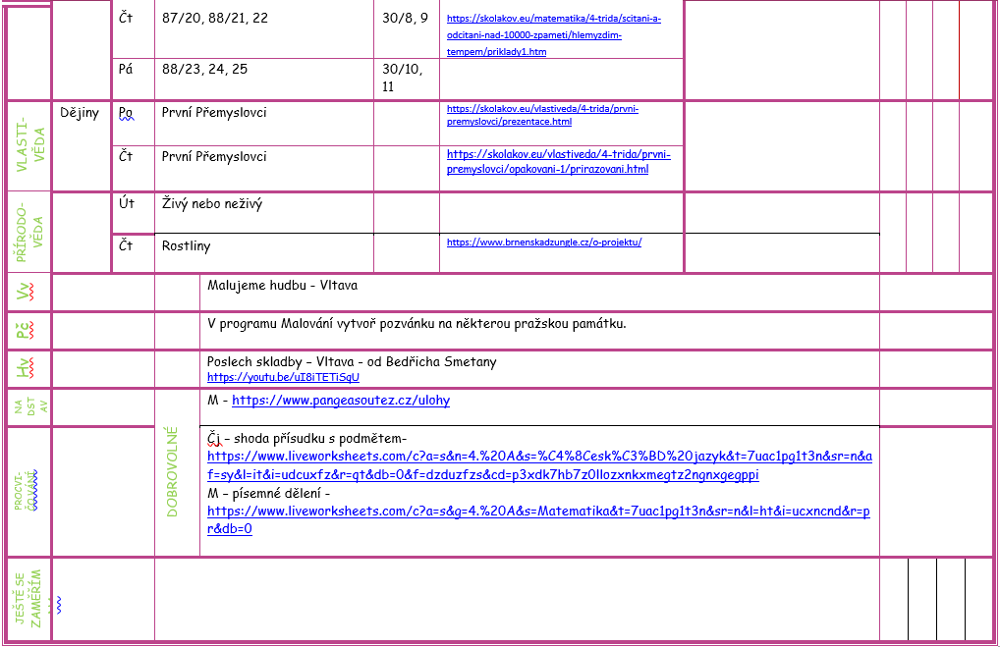 Čt 87/20, 88/21, 22 30/8, 9 https://skolakov.eu/matematika/4-trida/scitani-a-
odcitani-nad-10000-zpameti/hlemyzdim-
tempem/priklady1.htm
Pá 88/23, 24, 25 30/10,
11
VLASTI-
VĚDA
Dějiny Po První Přemyslovci https://skolakov.eu/vlastiveda/4-trida/prvni-
premyslovci/prezentace.html
Čt První Přemyslovci https://skolakov.eu/vlastiveda/4-trida/prvni-
premyslovci/opakovani-1/prirazovani.html
PŘÍRODO-
VĚDA
Út Živý nebo neživý
Čt Rostliny https://www.brnenskadzungle.cz/o-projektu/
Vv Malujeme hudbu - Vltava
Pč V programu Malování vytvoř pozvánku na některou pražskou památku.
Hv Poslech skladby – Vltava - od Bedřicha Smetany
https://youtu.be/uI8iTETiSqU
NA
DST
AV
DOBROVOLNÉ
M - https://www.pangeasoutez.cz/ulohy
PROCVI-
ČOVÁNÍ
Čj – shoda přísudku s podmětem-
https://www.liveworksheets.com/c?a=s&n=4.%20A&s=%C4%8Cesk%C3%BD%20jazyk&t=7uac1pg1t3n&sr=n&a
f=sy&l=it&i=udcuxfz&r=qt&db=0&f=dzduzfzs&cd=p3xdk7hb7z0llozxnkxmegtz2ngnxgegppi
M – písemné dělení -
https://www.liveworksheets.com/c?a=s&g=4.%20A&s=Matematika&t=7uac1pg1t3n&sr=n&l=ht&i=ucxncnd&r=p
r&db=0
JEŠTĚ SE
ZAMĚŘÍM